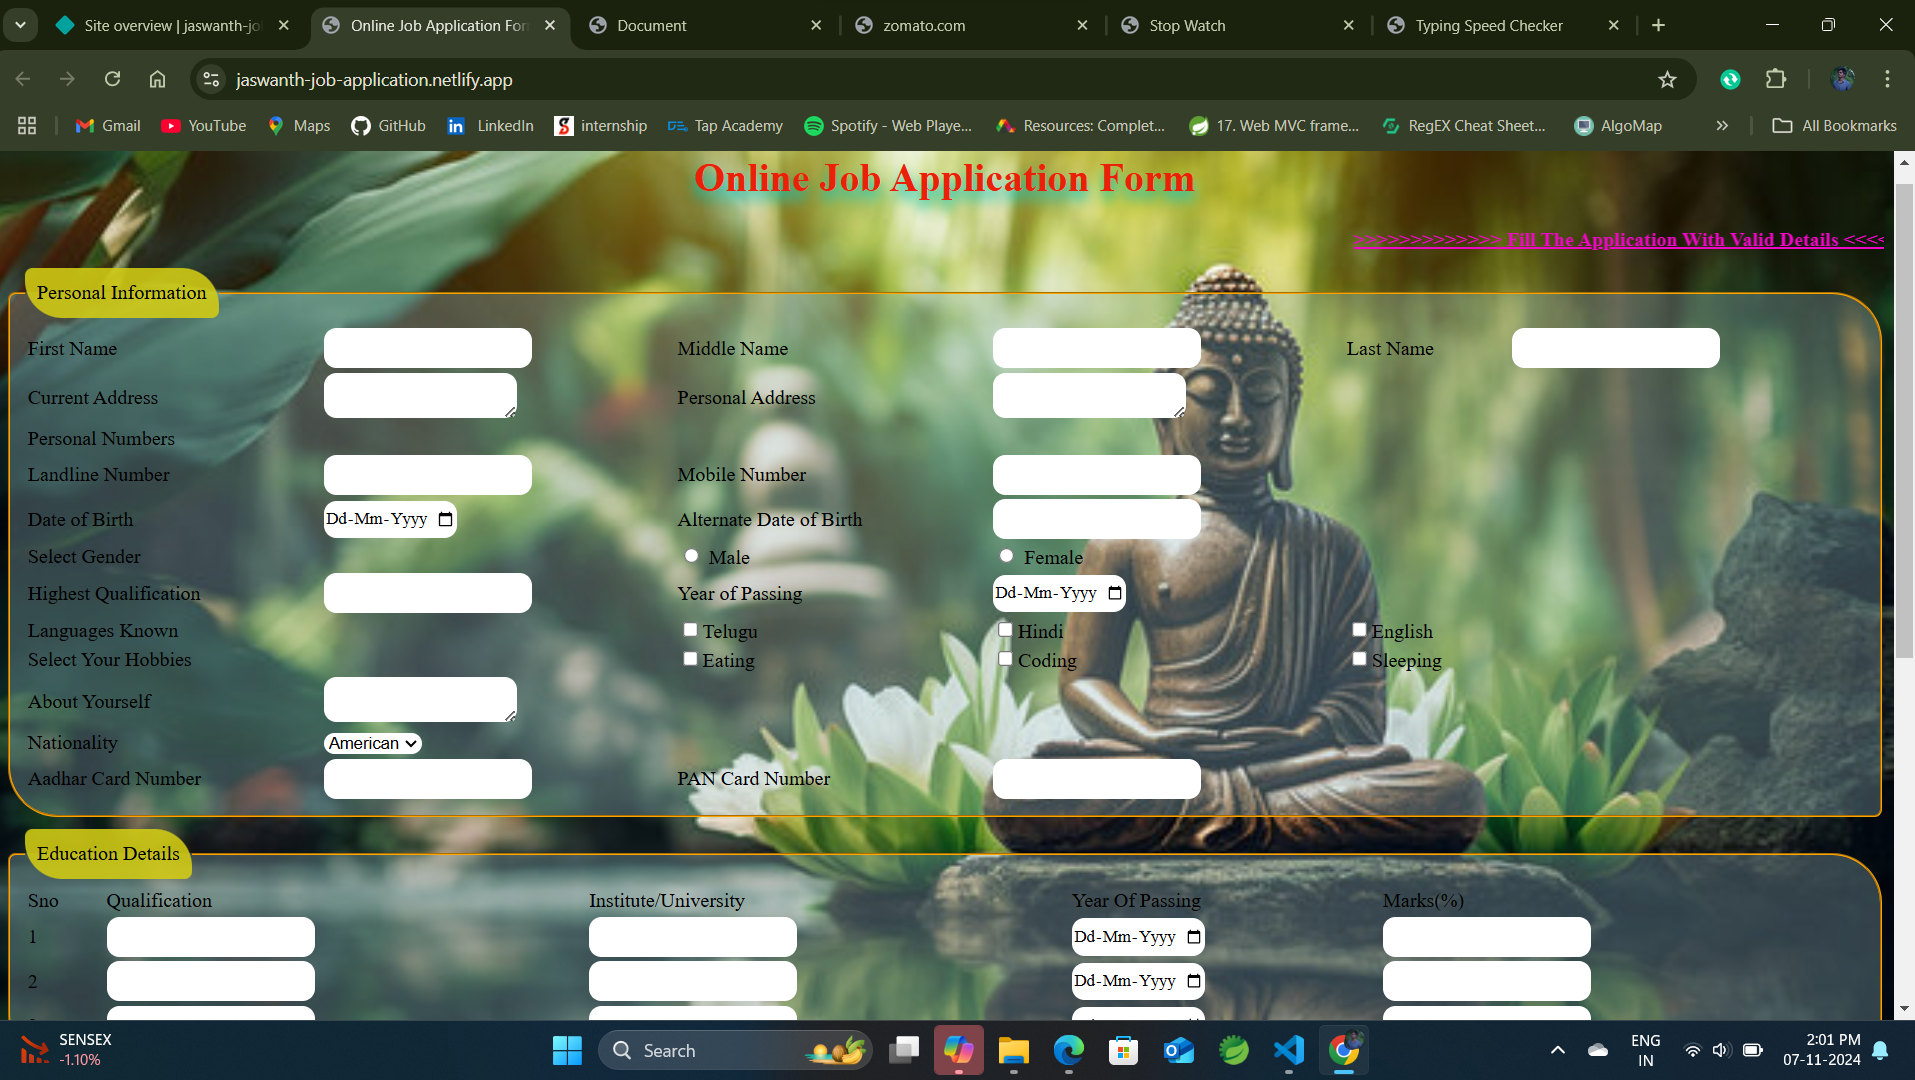 Site overview | jaswanth-jo
Online Job Application For
Document
zomato.com
Stop Watch
Typing Speed Checker
jaswanth-job-application.netlify.app
Gmail
YouTube
Maps
GitHub
LinkedIn
internship
Tap Academy
Spotify - Web Playe...
Resources: Complet...
17. Web MVC frame...
RegEX Cheat Sheet...
AlgoMap
All Bookmarks
Online Job Application Form
>>>>>>>>>>>>> Fill The Application With Valid Details <<<<
Personal Information
First Name Middle Name Last Name
Current Address Personal Address
Personal Numbers
Landline Number Mobile Number
Date of Birth Dd-Mm-Yyyy Alternate Date of Birth
Select Gender Male Female
Highest Qualification Year of Passing Dd-Mm-Yyyy
Languages Known Telugu Hindi English
Select Your Hobbies Eating Coding Sleeping
About Yourself
Nationality American
Aadhar Card Number PAN Card Number
Education Details
Sno Qualification Institute/University Year Of Passing Marks(%)
1 Dd-Mm-Yyyy
2 Dd-Mm-Yyyy
SENSEX
-1.10%
Search
ENG
IN
2:01 PM
07-11-2024